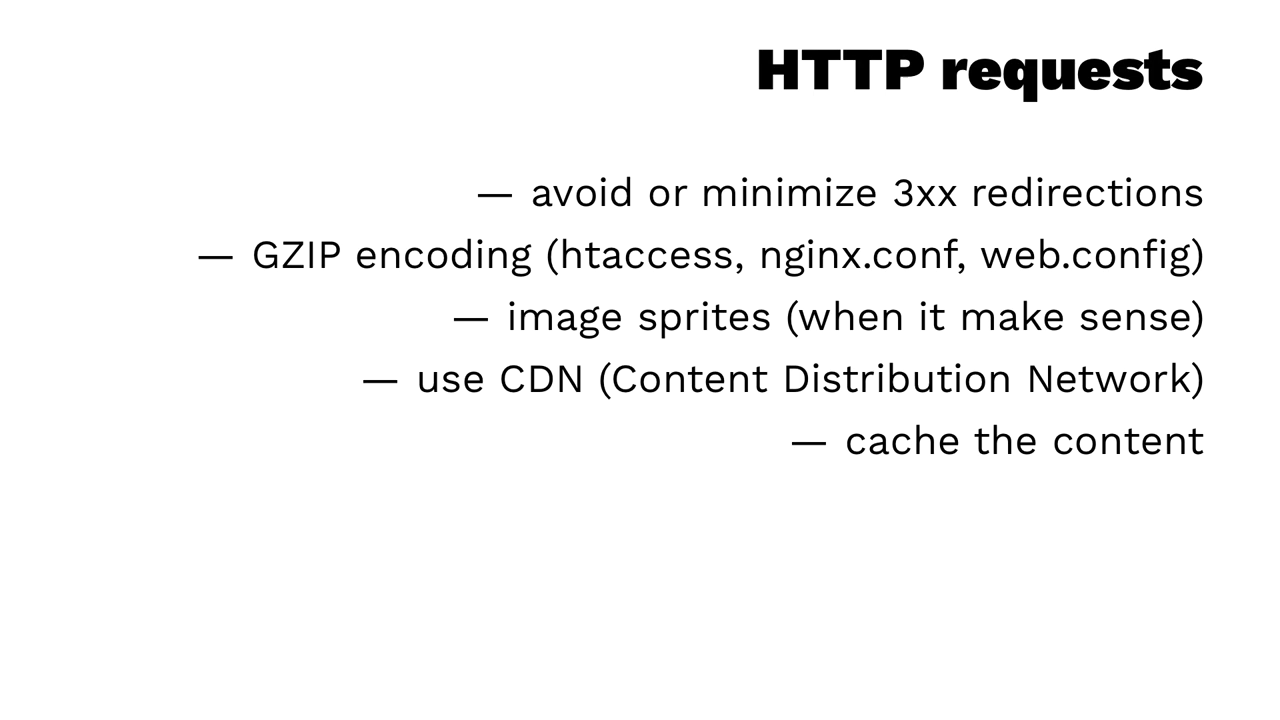 HTTP requests
— avoid or minimize 3xx redirections
— GZIP encoding (htaccess, nginx.conf, web.config)
— image sprites (when it make sense)
— use CDN (Content Distribution Network)
— cache the content